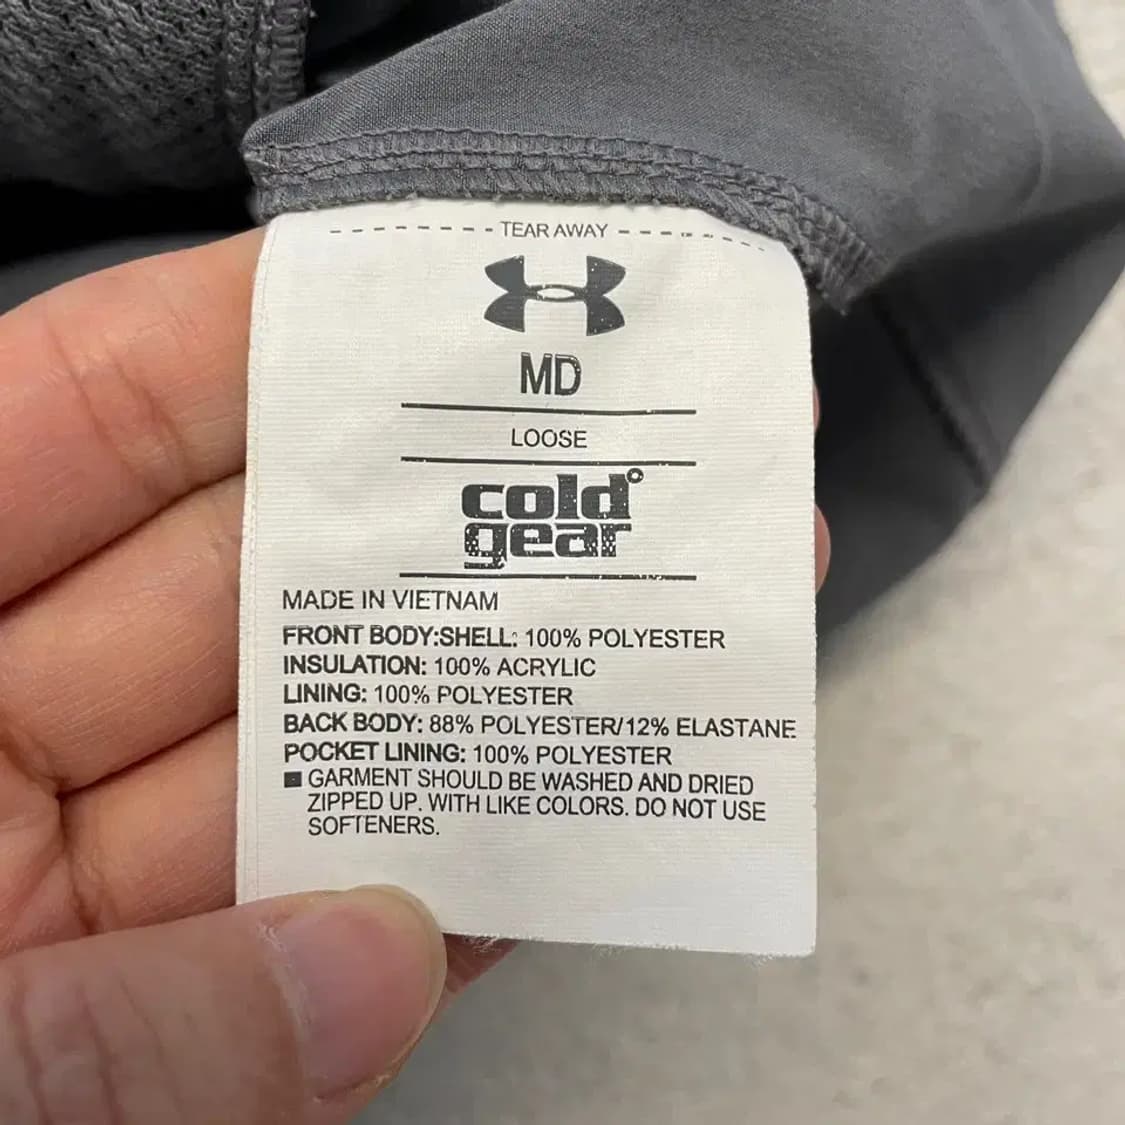 TEAR AWAY
MD
LOOSE
cold
gear
MADE IN VIETNAM
FRONT BODY:SHELL: 100% POLYESTER
INSULATION: 100% ACRYLIC
LINING: 100% POLYESTER
BACK BODY: 88% POLYESTER/12% ELASTANE
POCKET LINING: 100% POLYESTER
■ GARMENT SHOULD BE WASHED AND DRIED
ZIPPED UP. WITH LIKE COLORS. DO NOT USE
SOFTENERS.